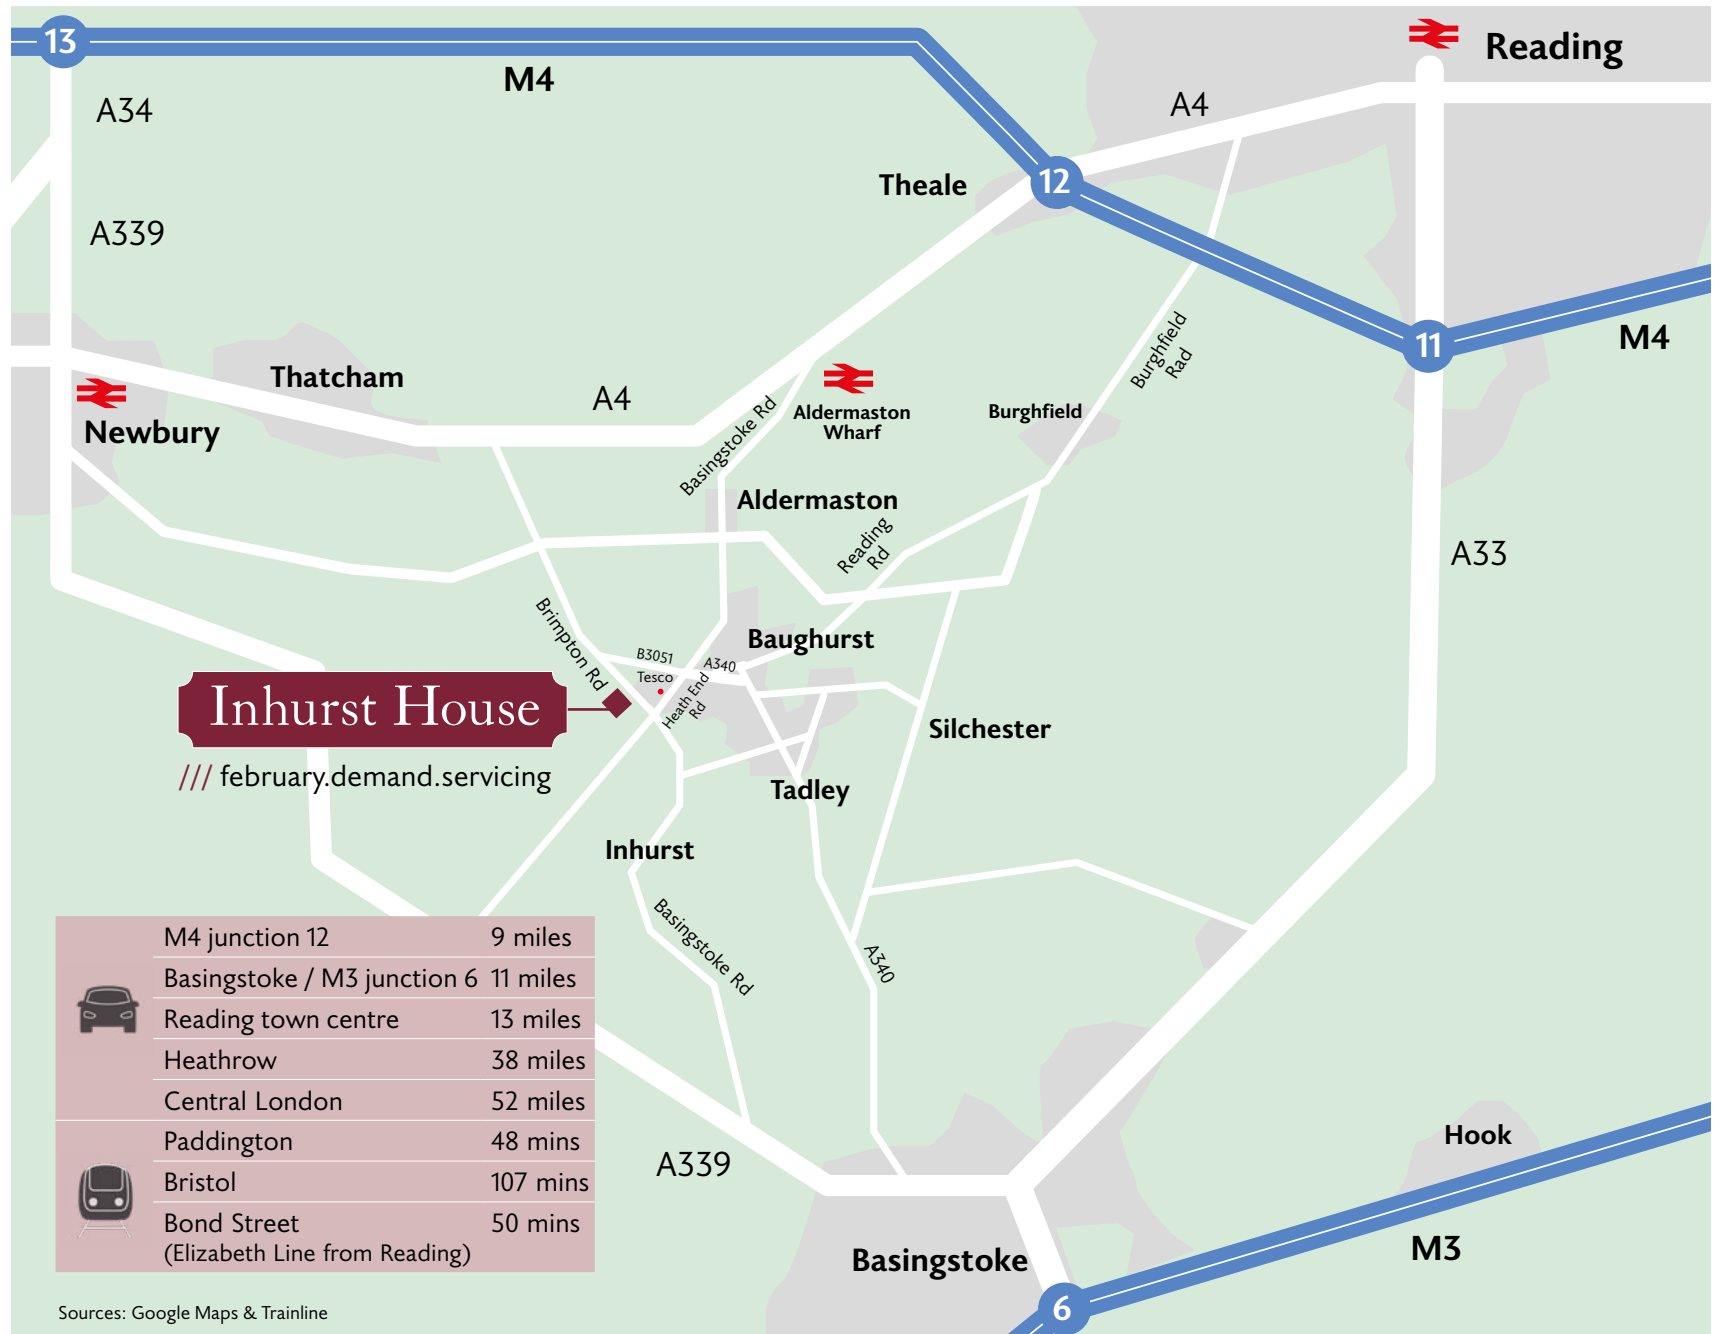 13
M4
A34
A339
Reading
A4
Theale
12
11
M4
Burghfield
Rad
Thatcham
Newbury
A4
Basingstoke Rd
Aldermaston
Wharf
Burghfield
Aldermaston
Reading
Rd
A33
Brimpton Rd
Baughurst
B3051
A340
Tesco
Heath End
Rd
Inhurst House
/// february.demand.servicing
Silchester
Tadley
Inhurst
Basingstoke Rd
A340
M4 junction 12 9 miles
Basingstoke / M3 junction 6 11 miles
Reading town centre 13 miles
Heathrow 38 miles
Central London 52 miles
Paddington 48 mins
Bristol 107 mins
Bond Street 50 mins
(Elizabeth Line from Reading)
A339
Hook
Basingstoke
M3
6
Sources: Google Maps & Trainline